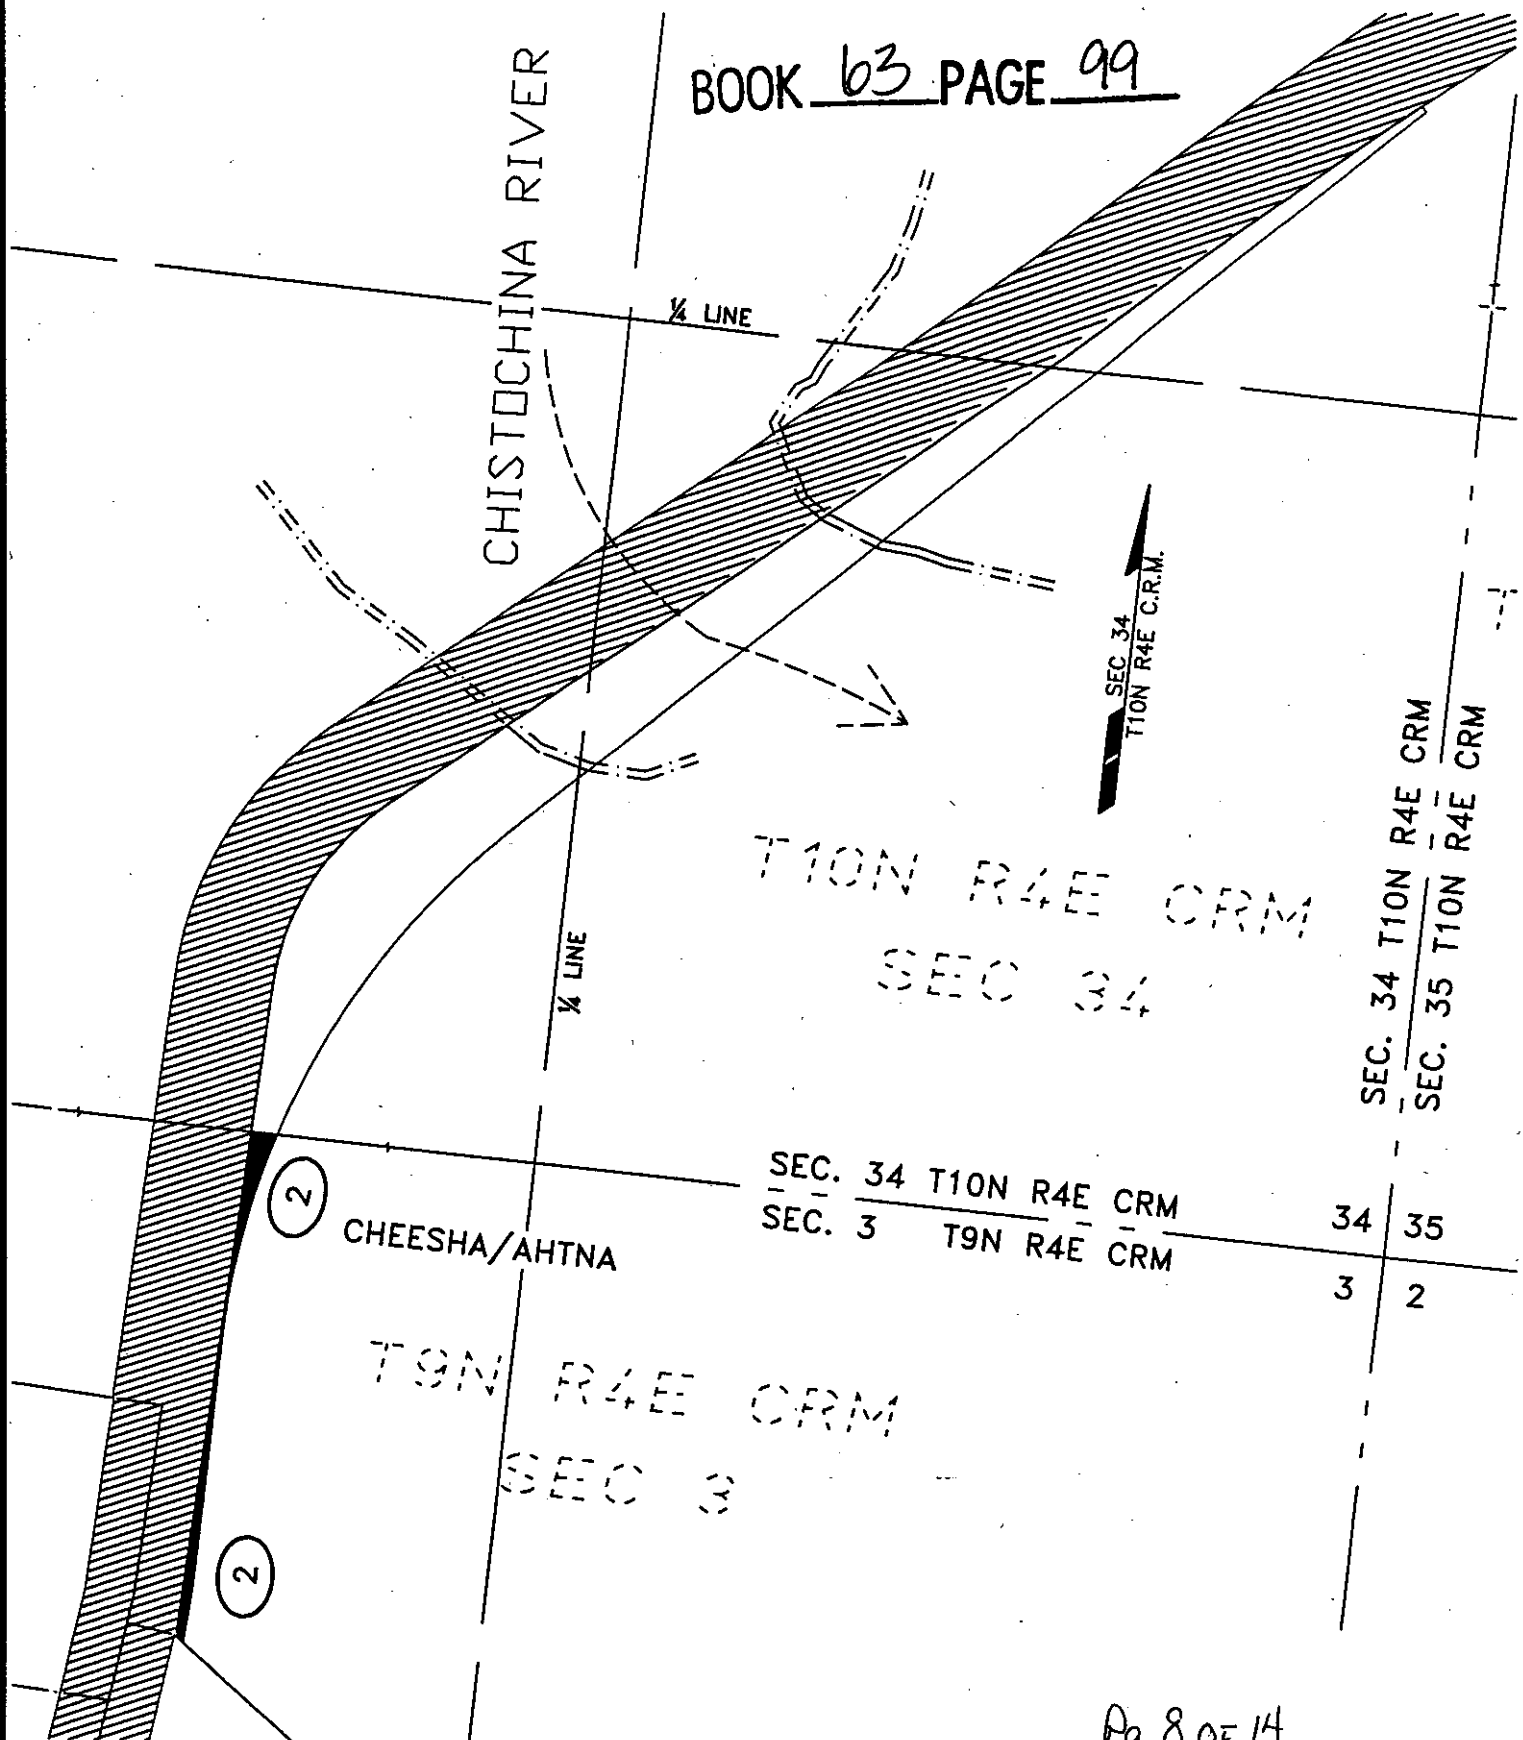 BOOK 63 PAGE 99
CHISTOCHINA RIVER
¼ LINE
SEC 34
T10N R4E C.R.M.
T10N R4E CRM
SEC 34
SEC. 34 T10N R4E CRM
SEC. 35 T10N R4E CRM
¼ LINE
SEC. 34 T10N R4E CRM
SEC. 3 T9N R4E CRM
34 35
3 2
2
CHEESHA/AHTNA
T9N R4E CRM
SEC 3
2
Pg 8 OF 14